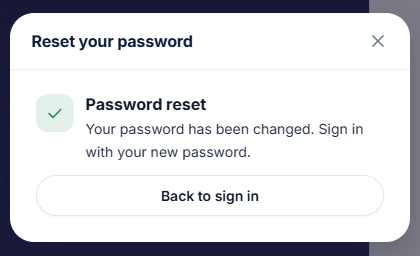 Reset your password
Password reset
Your password has been changed. Sign in
with your new password.
Back to sign in